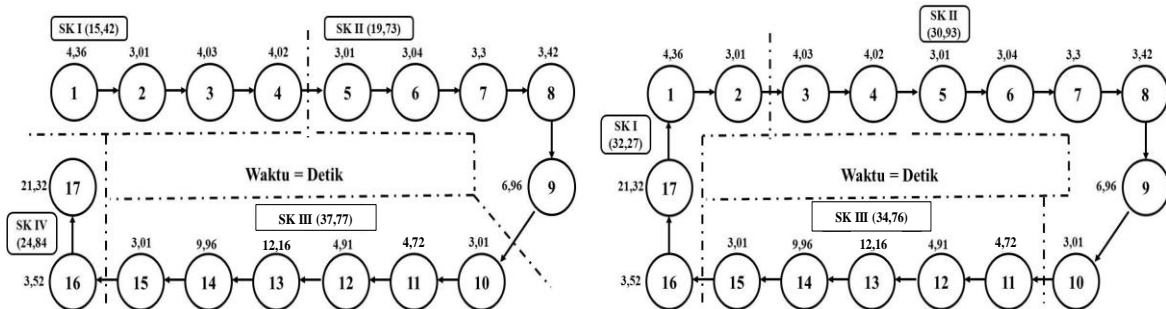 SK I (15,42)
SK II (19,73)
4,36 3,01 4,03 4,02 3,01 3,04 3,3 3,42
1 2 3 4 5 6 7 8
Waktu = Detik
21,32 17 6,96 9
SK IV
(24,84
SK III (37,77)
3,01 9,96 12,16 4,91 4,72 3,01
3,52 16 15 14 13 12 11 10
SK II
(30,93)
4,36 3,01 4,03 4,02 3,01 3,04 3,3 3,42
1 2 3 4 5 6 7 8
SK I
(32,27)
Waktu = Detik
21,32 17 6,96 9
SK III (34,76)
3,01 9,96 12,16 4,91 4,72 3,01
3,52 16 15 14 13 12 11 10